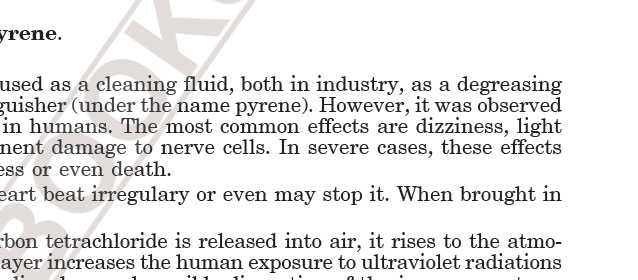 yrene.
used as a cleaning fluid, both in industry, as a degreasing
guisher (under the name pyrene). However, it was observed
in humans. The most common effects are dizziness, light
nent damage to nerve cells. In severe cases, these effects
ess or even death.
eart beat irregulary or even may stop it. When brought in
rbon tetrachloride is released into air, it rises to the atmo-
ayer increases the human exposure to ultraviolet radiations
BOOK